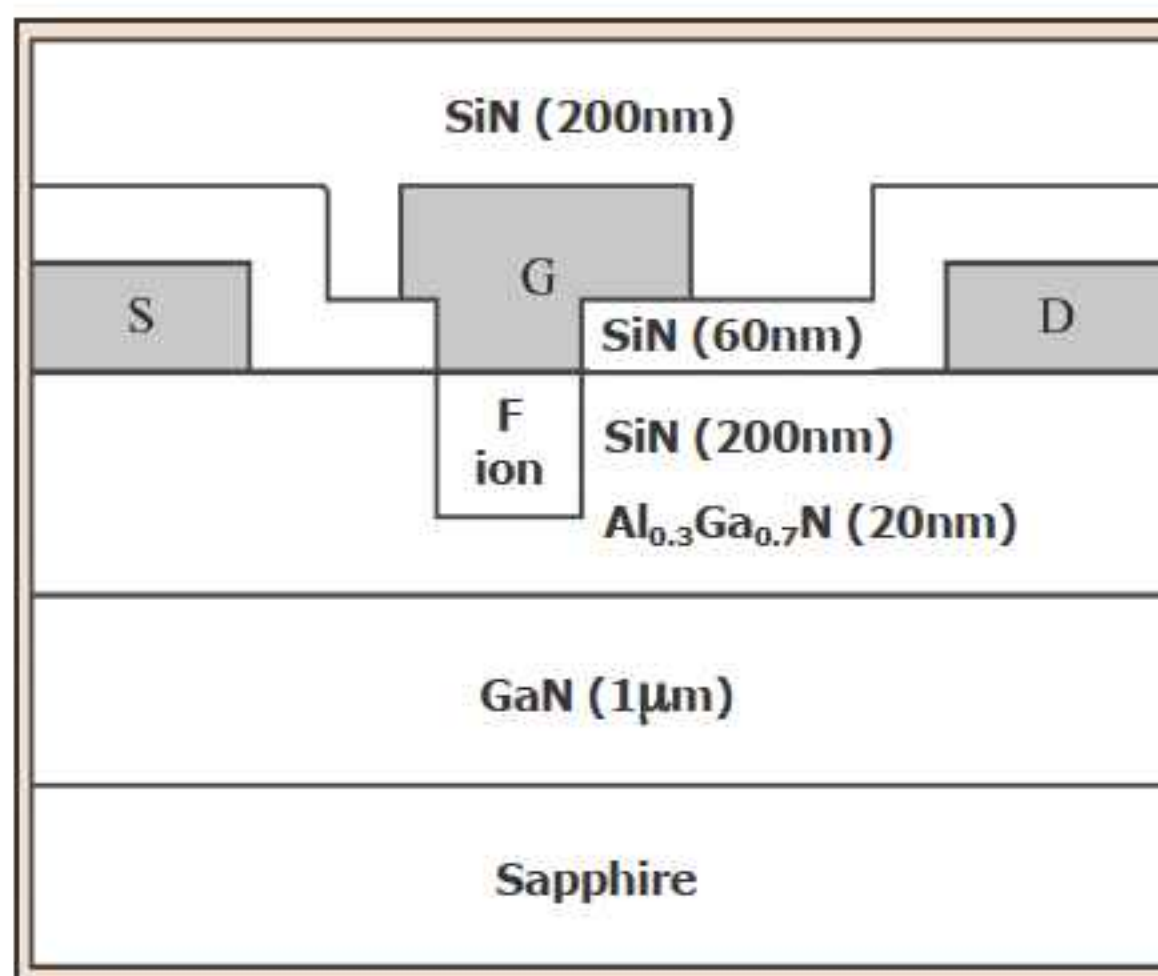 SiN (200nm)
G
S
SiN (60nm)
D
F
ion
SiN (200nm)
Al₀.₃Ga₀.₇N (20nm)
GaN (1μm)
Sapphire